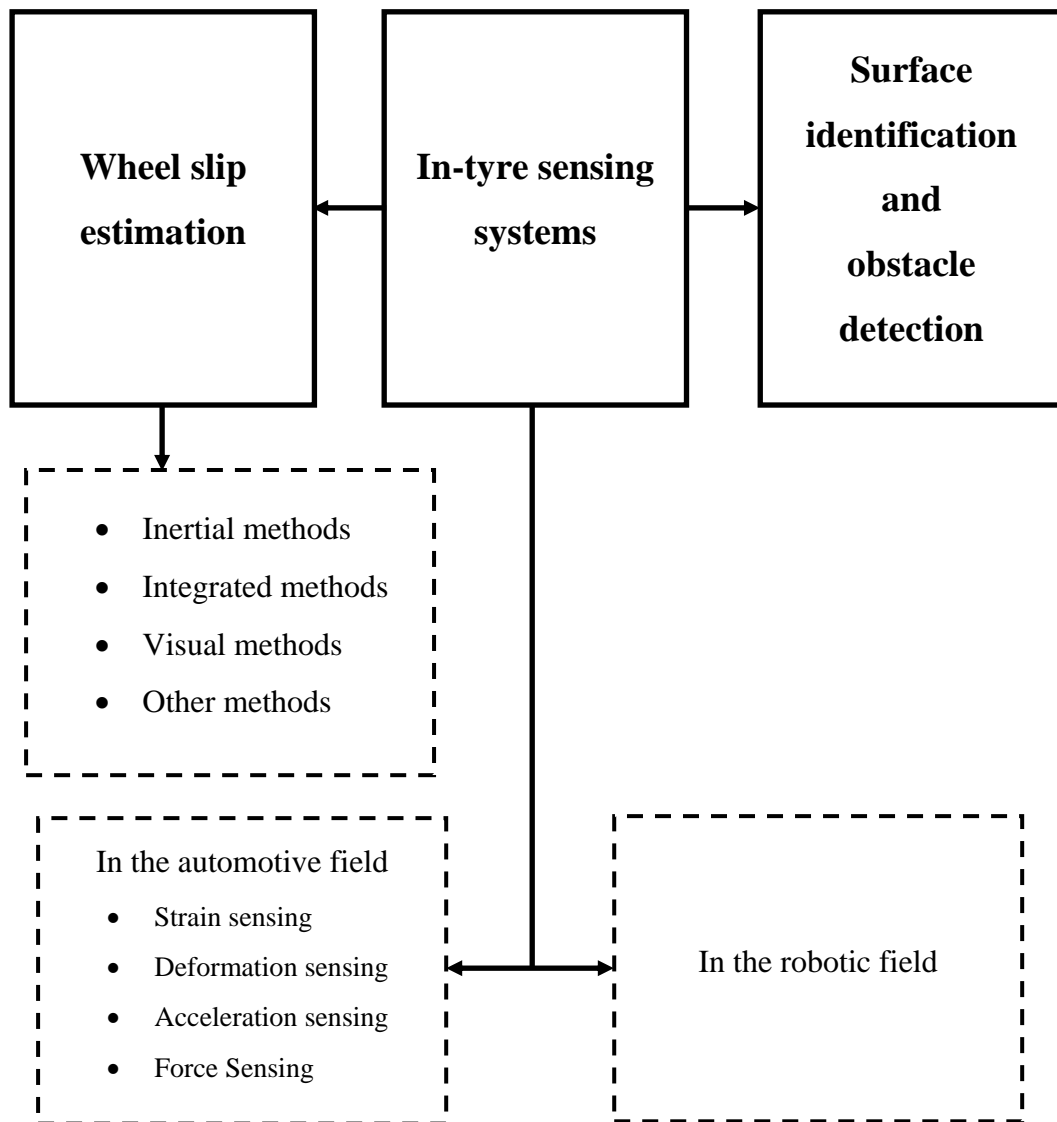 Wheel slip
estimation
In-tyre sensing
systems
Surface
identification
and
obstacle
detection
• Inertial methods
• Integrated methods
• Visual methods
• Other methods
In the automotive field
• Strain sensing
• Deformation sensing
• Acceleration sensing
• Force Sensing
In the robotic field